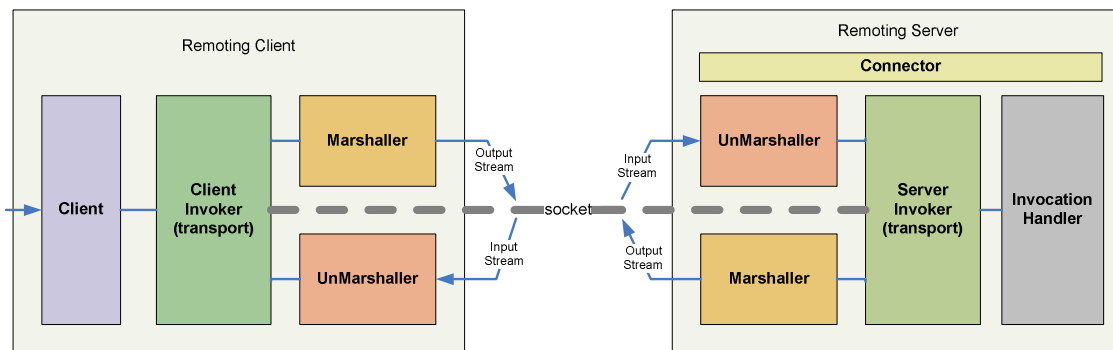 Remoting Client
Remoting Server
Connector
Client
Client
Invoker
(transport)
Marshaller
UnMarshaller
Output
Stream
Input
Stream
socket
Input
Stream
Output
Stream
UnMarshaller
Marshaller
Server
Invoker
(transport)
Invocation
Handler